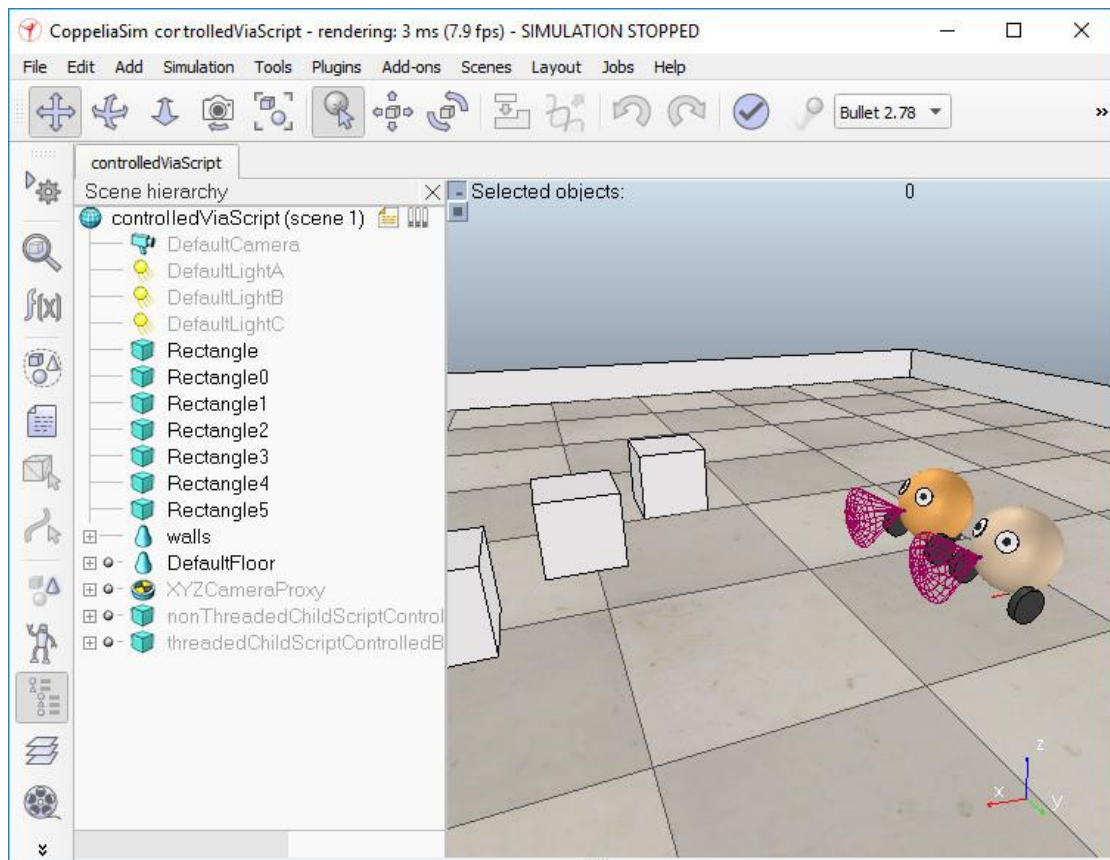 CoppeliaSim controlledViaScript - rendering: 3 ms (7.9 fps) - SIMULATION STOPPED
File Edit Add Simulation Tools Plugins Add-ons Scenes Layout Jobs Help
Bullet 2.78
»
controlledViaScript
Scene hierarchy
Selected objects: 0
controlledViaScript (scene 1)
DefaultCamera
DefaultLightA
DefaultLightB
DefaultLightC
f(x)
Rectangle
Rectangle0
Rectangle1
Rectangle2
Rectangle3
Rectangle4
Rectangle5
walls
DefaultFloor
XYZCameraProxy
nonThreadedChildScriptControl
threadedChildScriptControlledB
z
x
y